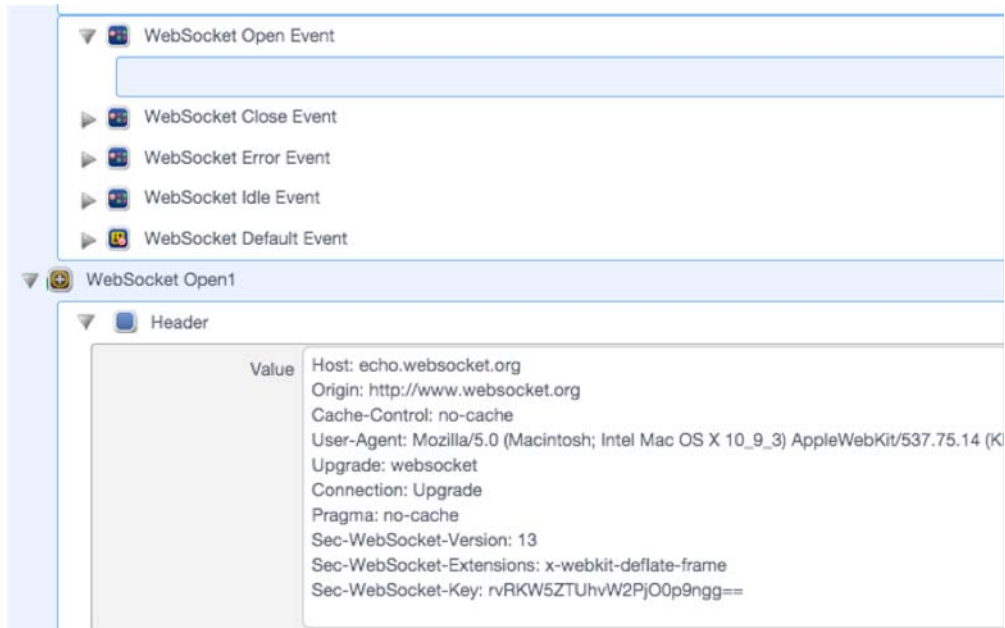 WebSocket Open Event
WebSocket Close Event
WebSocket Error Event
WebSocket Idle Event
WebSocket Default Event
WebSocket Open1
Header
Value
Host: echo.websocket.org
Origin: http://www.websocket.org
Cache-Control: no-cache
User-Agent: Mozilla/5.0 (Macintosh; Intel Mac OS X 10_9_3) AppleWebKit/537.75.14 (K
Upgrade: websocket
Connection: Upgrade
Pragma: no-cache
Sec-WebSocket-Version: 13
Sec-WebSocket-Extensions: x-webkit-deflate-frame
Sec-WebSocket-Key: rvRKW5ZTUhvW2PjO0p9ngg==